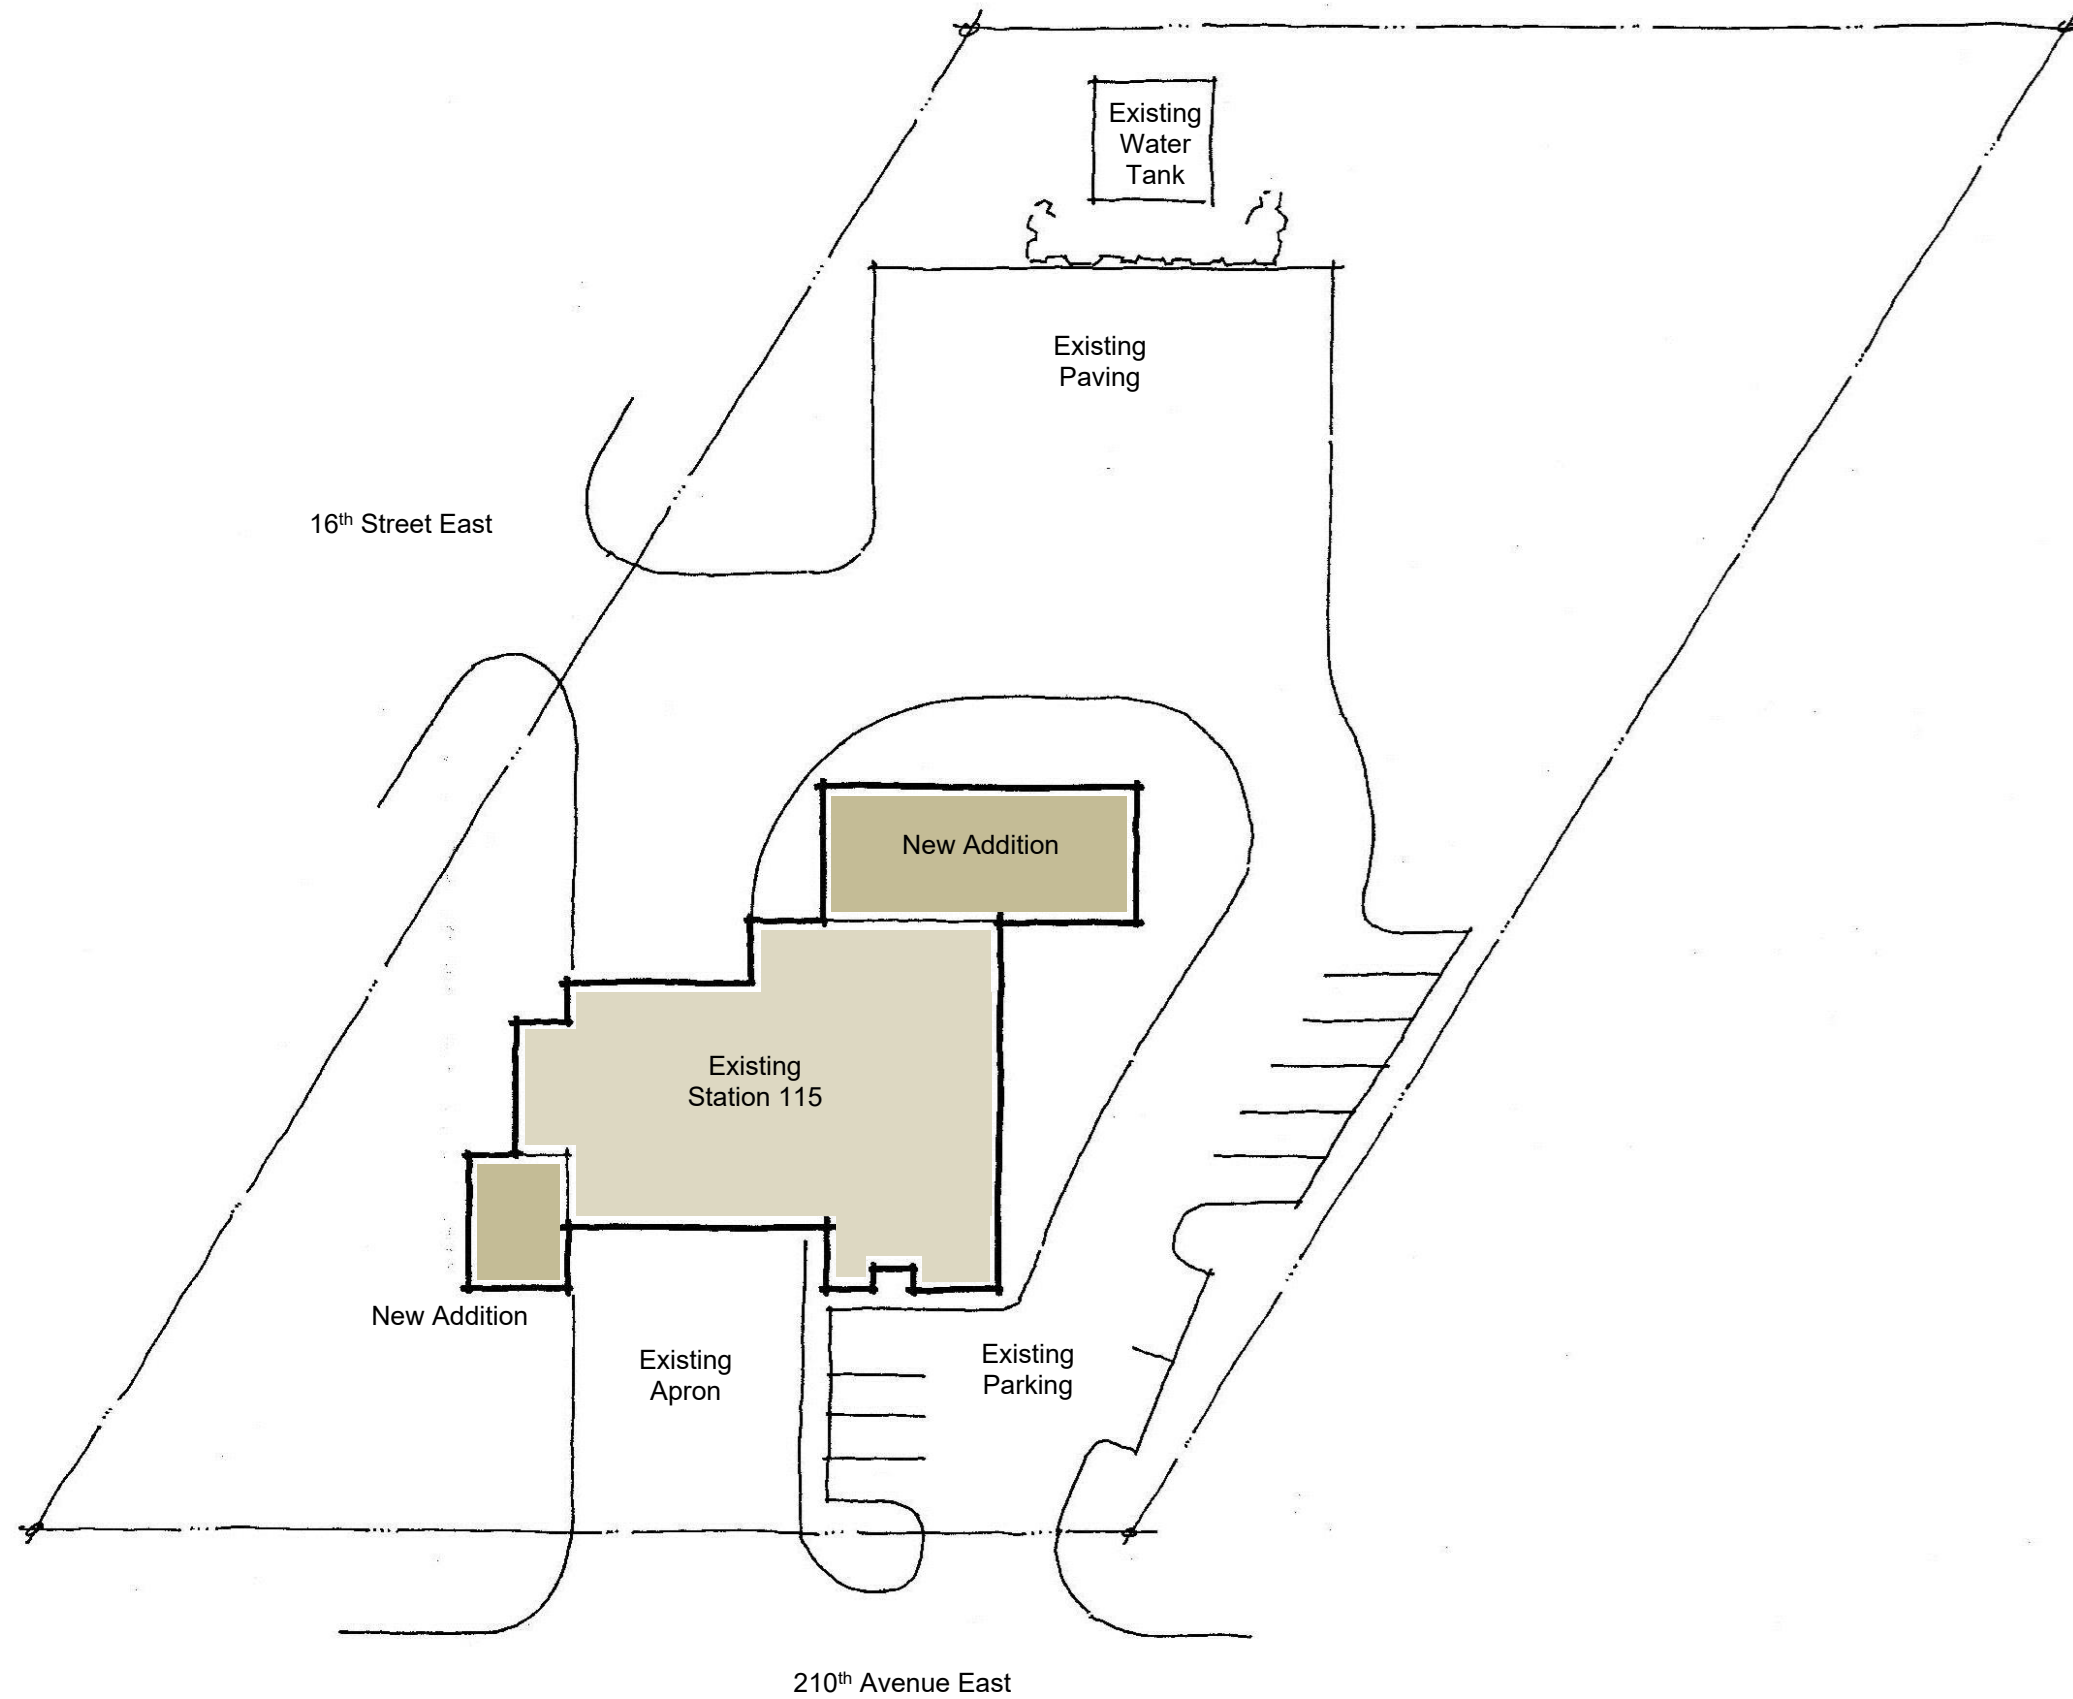 Existing
Water
Tank
Existing
Paving
16th Street East
New Addition
Existing
Station 115
New Addition
Existing
Apron
Existing
Parking
210th Avenue East